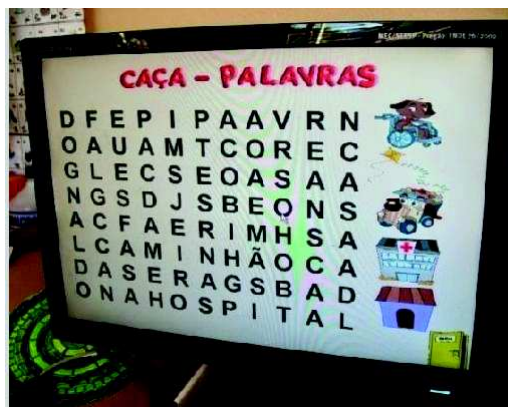 CAÇA - PALAVRAS
D F E P I P A A V R N
O A U A M T C O R E C
G L E C S E O A S A A
N G S D J S B E O N S
A C F A E R I M H S A
L C A M I N H Ã O C A
D A S E R A G S B A D
O N A H O S P I T A L